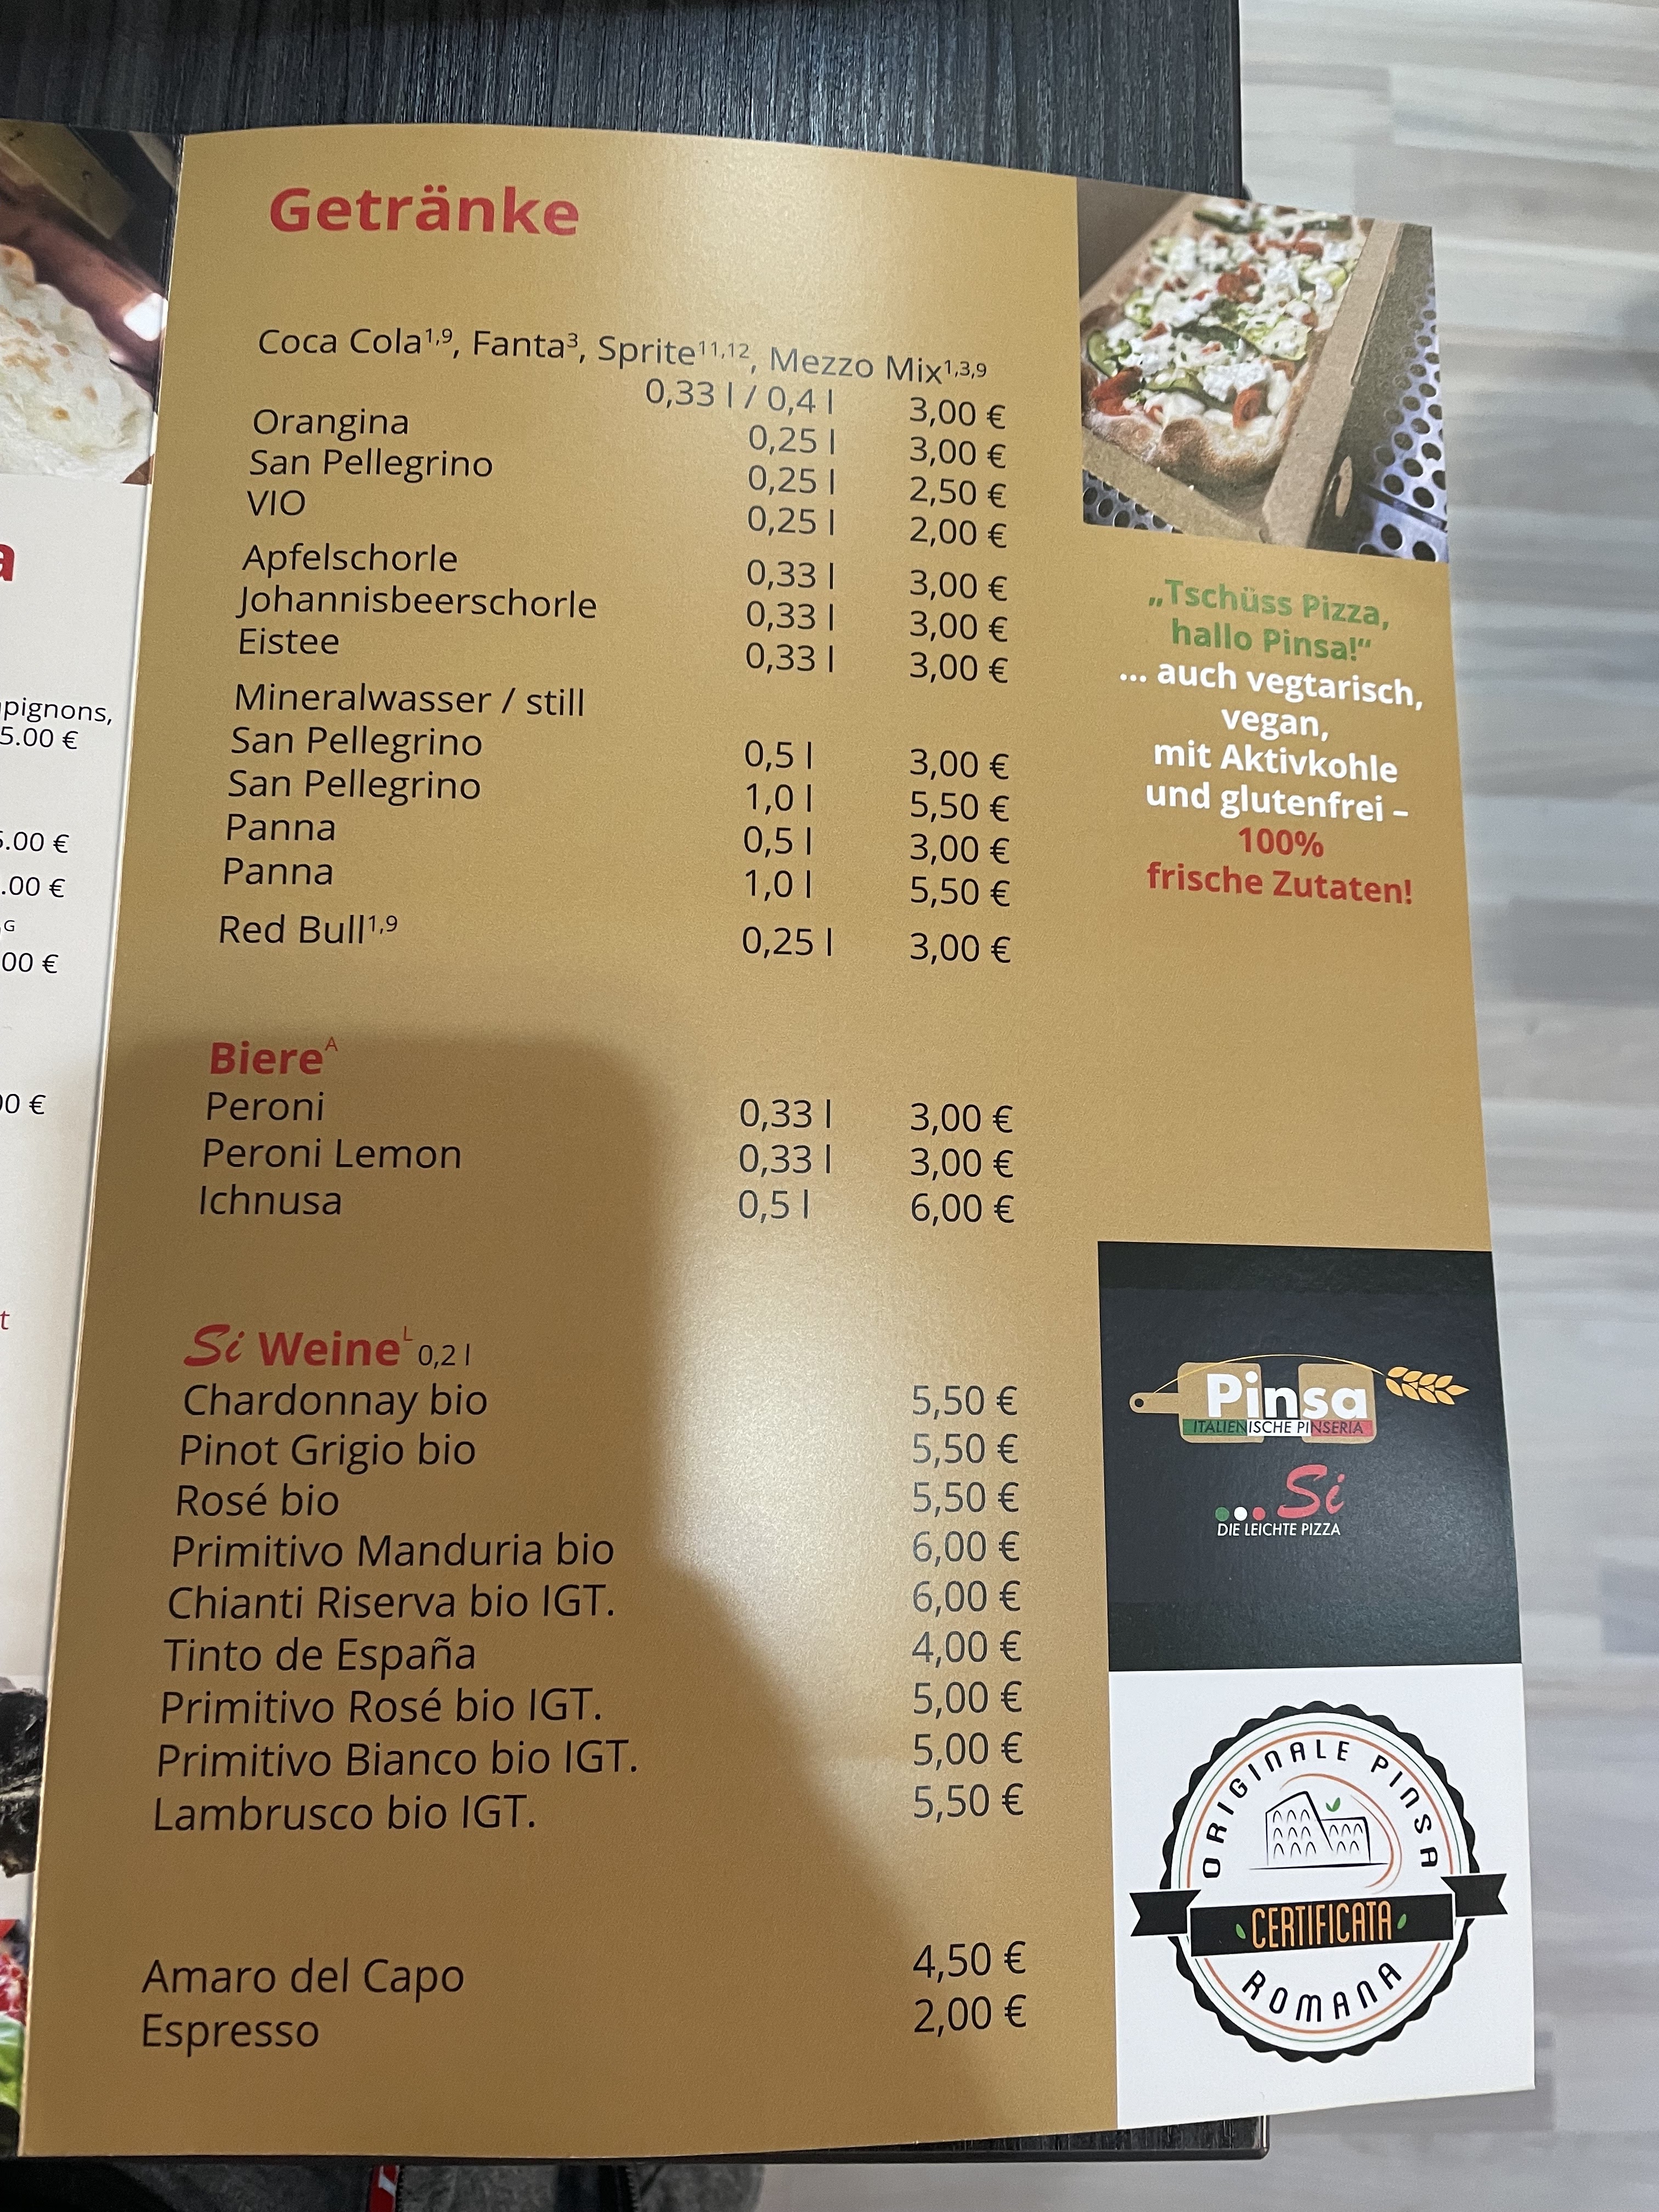 Getränke
Coca Cola1,9, Fanta3, Sprite11,12, Mezzo Mix1,3,9
0,33 l / 0,4 l 3,00 €
Orangina 0,25 l 3,00 €
San Pellegrino 0,25 l 2,50 €
VIO 0,25 l 2,00 €
Apfelschorle 0,33 l 3,00 €
Johannisbeerschorle 0,33 l 3,00 €
Eistee 0,33 l 3,00 €
Mineralwasser / still
San Pellegrino 0,5 l 3,00 €
San Pellegrino 1,0 l 5,50 €
Panna 0,5 l 3,00 €
Panna 1,0 l 5,50 €
Red Bull1,9 0,25 l 3,00 €
BiereA
Peroni 0,33 l 3,00 €
Peroni Lemon 0,33 l 3,00 €
Ichnusa 0,5 l 6,00 €
Si WeineL 0,2 l
Chardonnay bio 5,50 €
Pinot Grigio bio 5,50 €
Rosé bio 5,50 €
Primitivo Manduria bio 6,00 €
Chianti Riserva bio IGT. 6,00 €
Tinto de España 4,00 €
Primitivo Rosé bio IGT. 5,00 €
Primitivo Bianco bio IGT. 5,00 €
Lambrusco bio IGT. 5,50 €
Amaro del Capo 4,50 €
Espresso 2,00 €
„Tschüss Pizza,
hallo Pinsa!“
... auch vegtarisch,
vegan,
mit Aktivkohle
und glutenfrei –
100%
frische Zutaten!
Pinsa
ITALIENISCHE PINSERIA
... Si
DIE LEICHTE PIZZA
ORIGINALE PINSA
CERTIFICATA
ROMANA